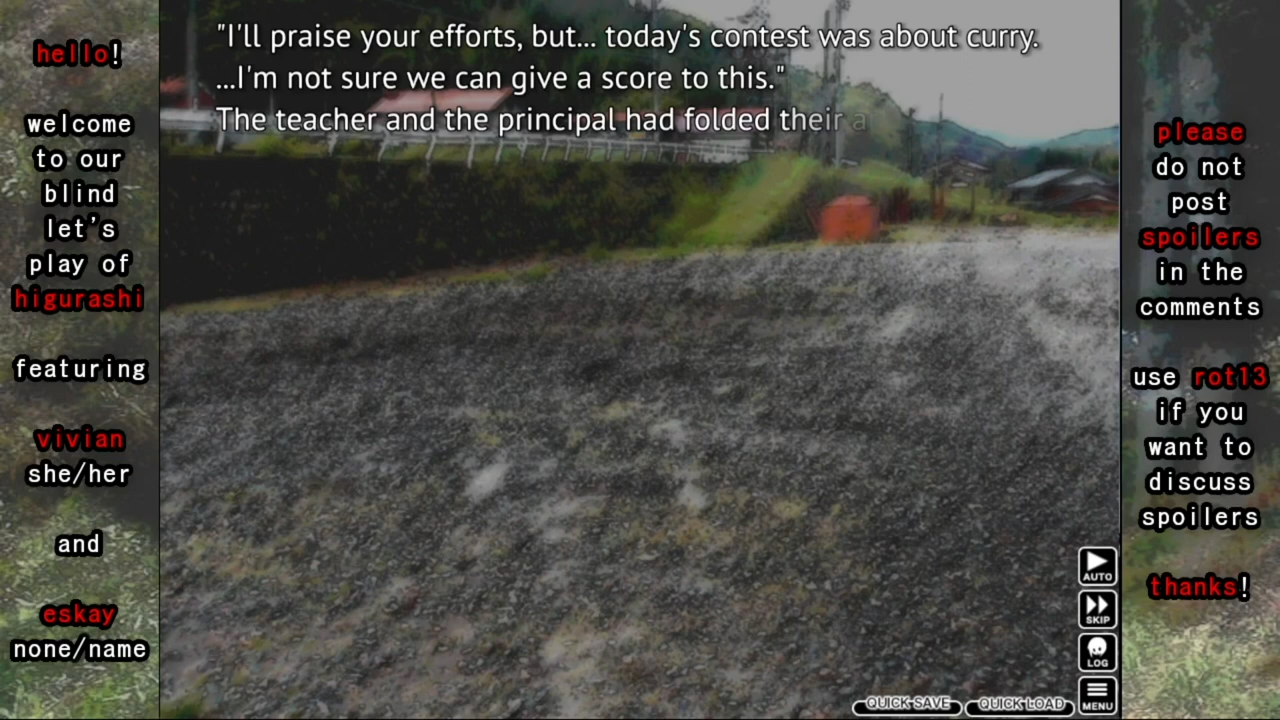 hello!
welcome
to our
blind
let's
play of
higurashi
featuring
vivian
she/her
and
eskay
none/name
"I'll praise your efforts, but... today's contest was about curry.
...I'm not sure we can give a score to this."
The teacher and the principal had folded their a
AUTO
SKIP
LOG
MENU
QUICK SAVE QUICK LOAD
please
do not
post
spoilers
in the
comments
use rot13
if you
want to
discuss
spoilers
thanks!